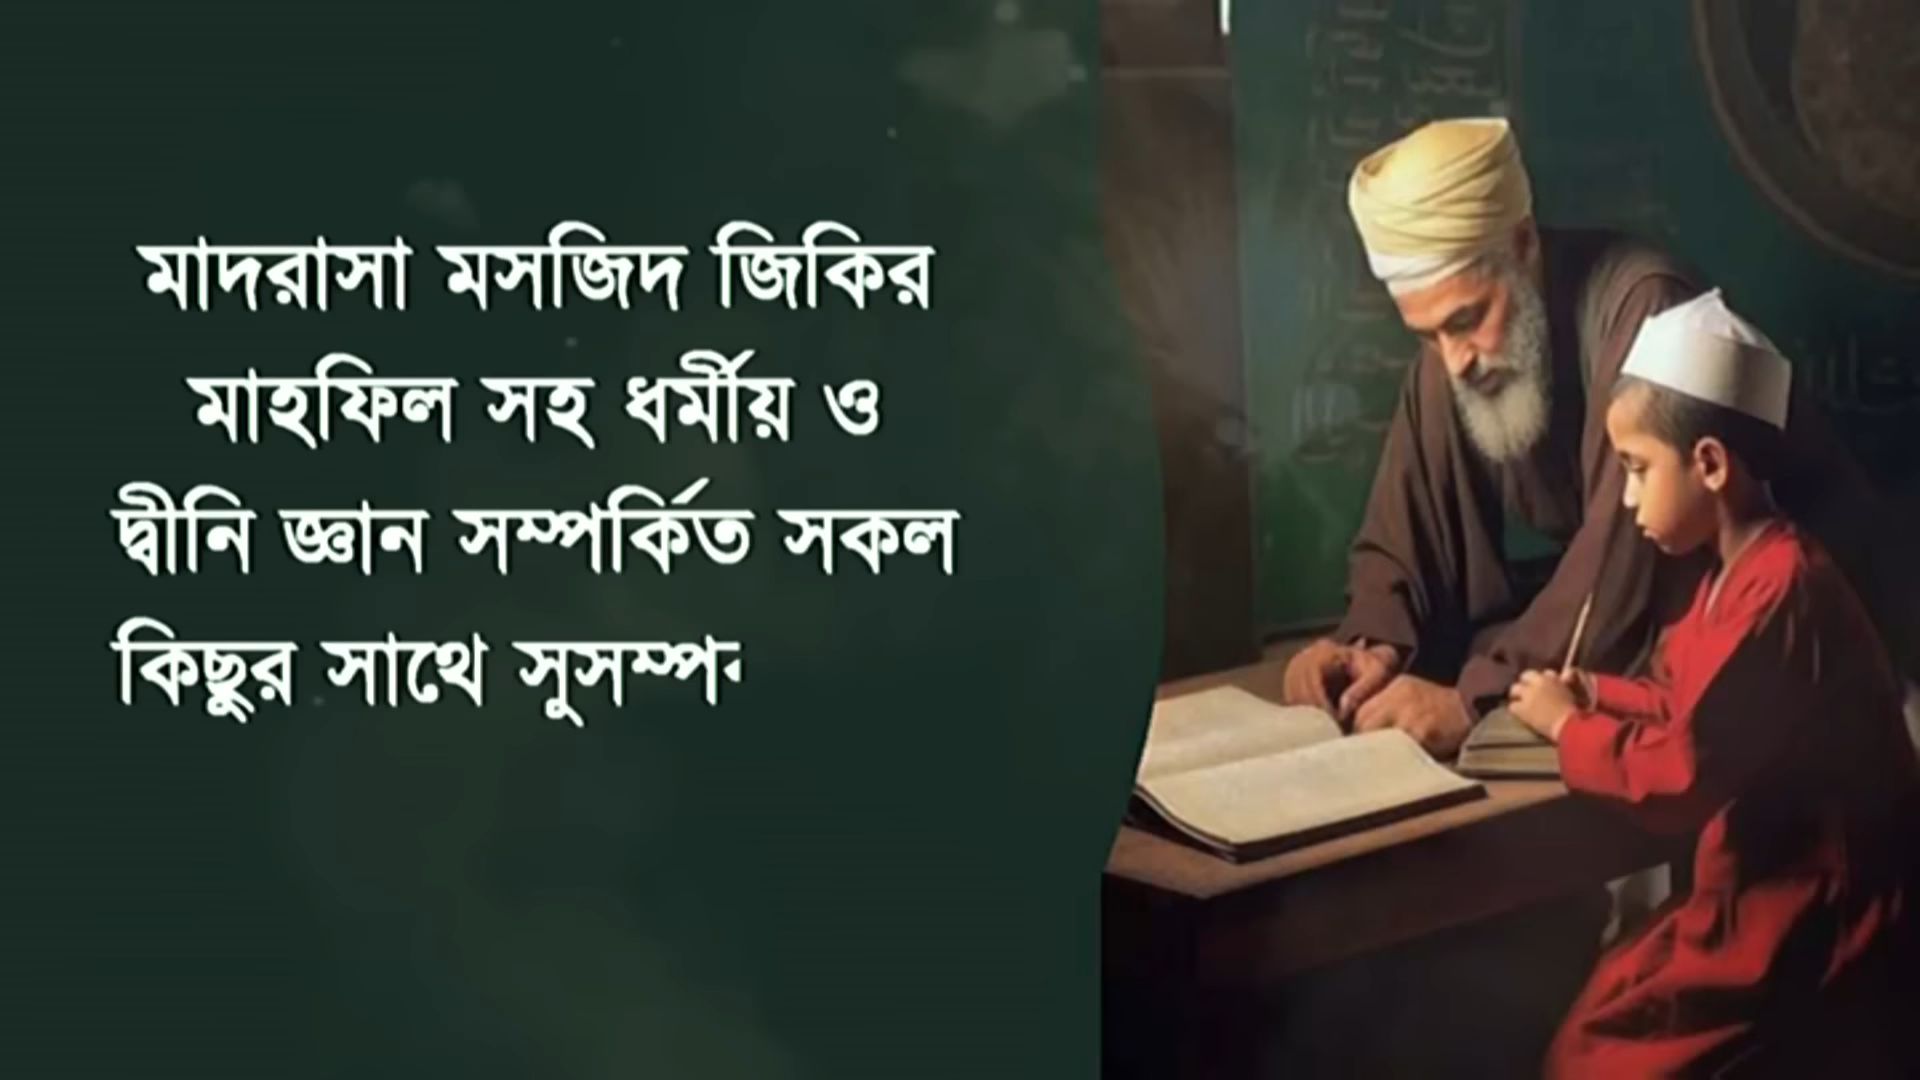 মাদরাসা মসজিদ জিকির
মাহফিল সহ ধর্মীয় ও
দ্বীনি জ্ঞান সম্পর্কিত সকল
কিছুর সাথে